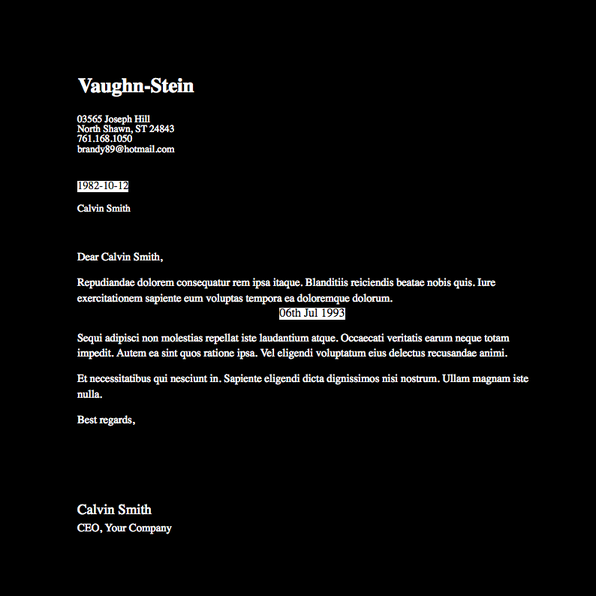 Vaughn-Stein
03565 Joseph Hill
North Shawn, ST 24843
761.168.1050
brandy89@hotmail.com
1982-10-12
Calvin Smith
Dear Calvin Smith,
Repudiandae dolorem consequatur rem ipsa itaque. Blanditiis reiciendis beatae nobis quis. Iure
exercitationem sapiente eum voluptas tempora ea doloremque dolorum.
06th Jul 1993
Sequi adipisci non molestias repellat iste laudantium atque. Occaecati veritatis earum neque totam
impedit. Autem ea sint quos ratione ipsa. Vel eligendi voluptatum eius delectus recusandae animi.
Et necessitatibus qui nesciunt in. Sapiente eligendi dicta dignissimos nisi nostrum. Ullam magnam iste
nulla.
Best regards,
Calvin Smith
CEO, Your Company